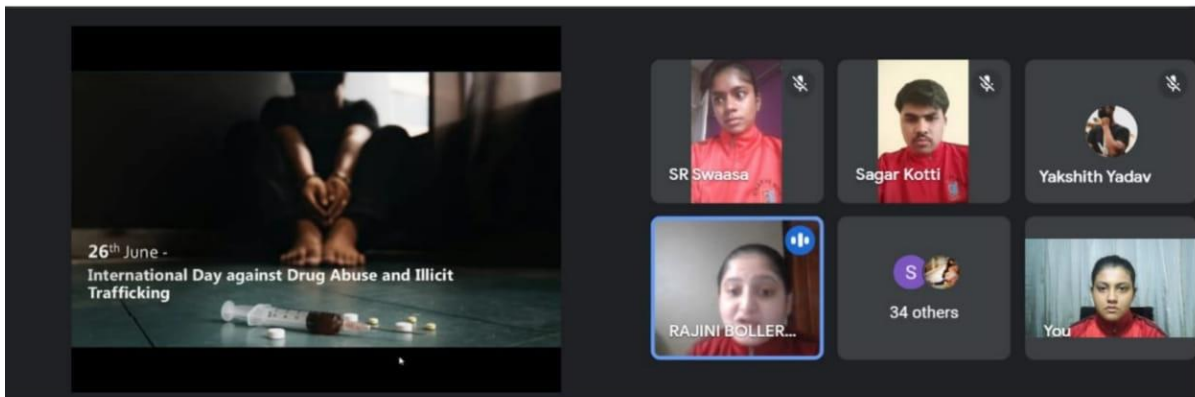 26th June -
International Day against Drug Abuse and Illicit
Trafficking
SR Swaasa
Sagar Kotti
Yakshith Yadav
RAJINI BOLLER...
S
34 others
You